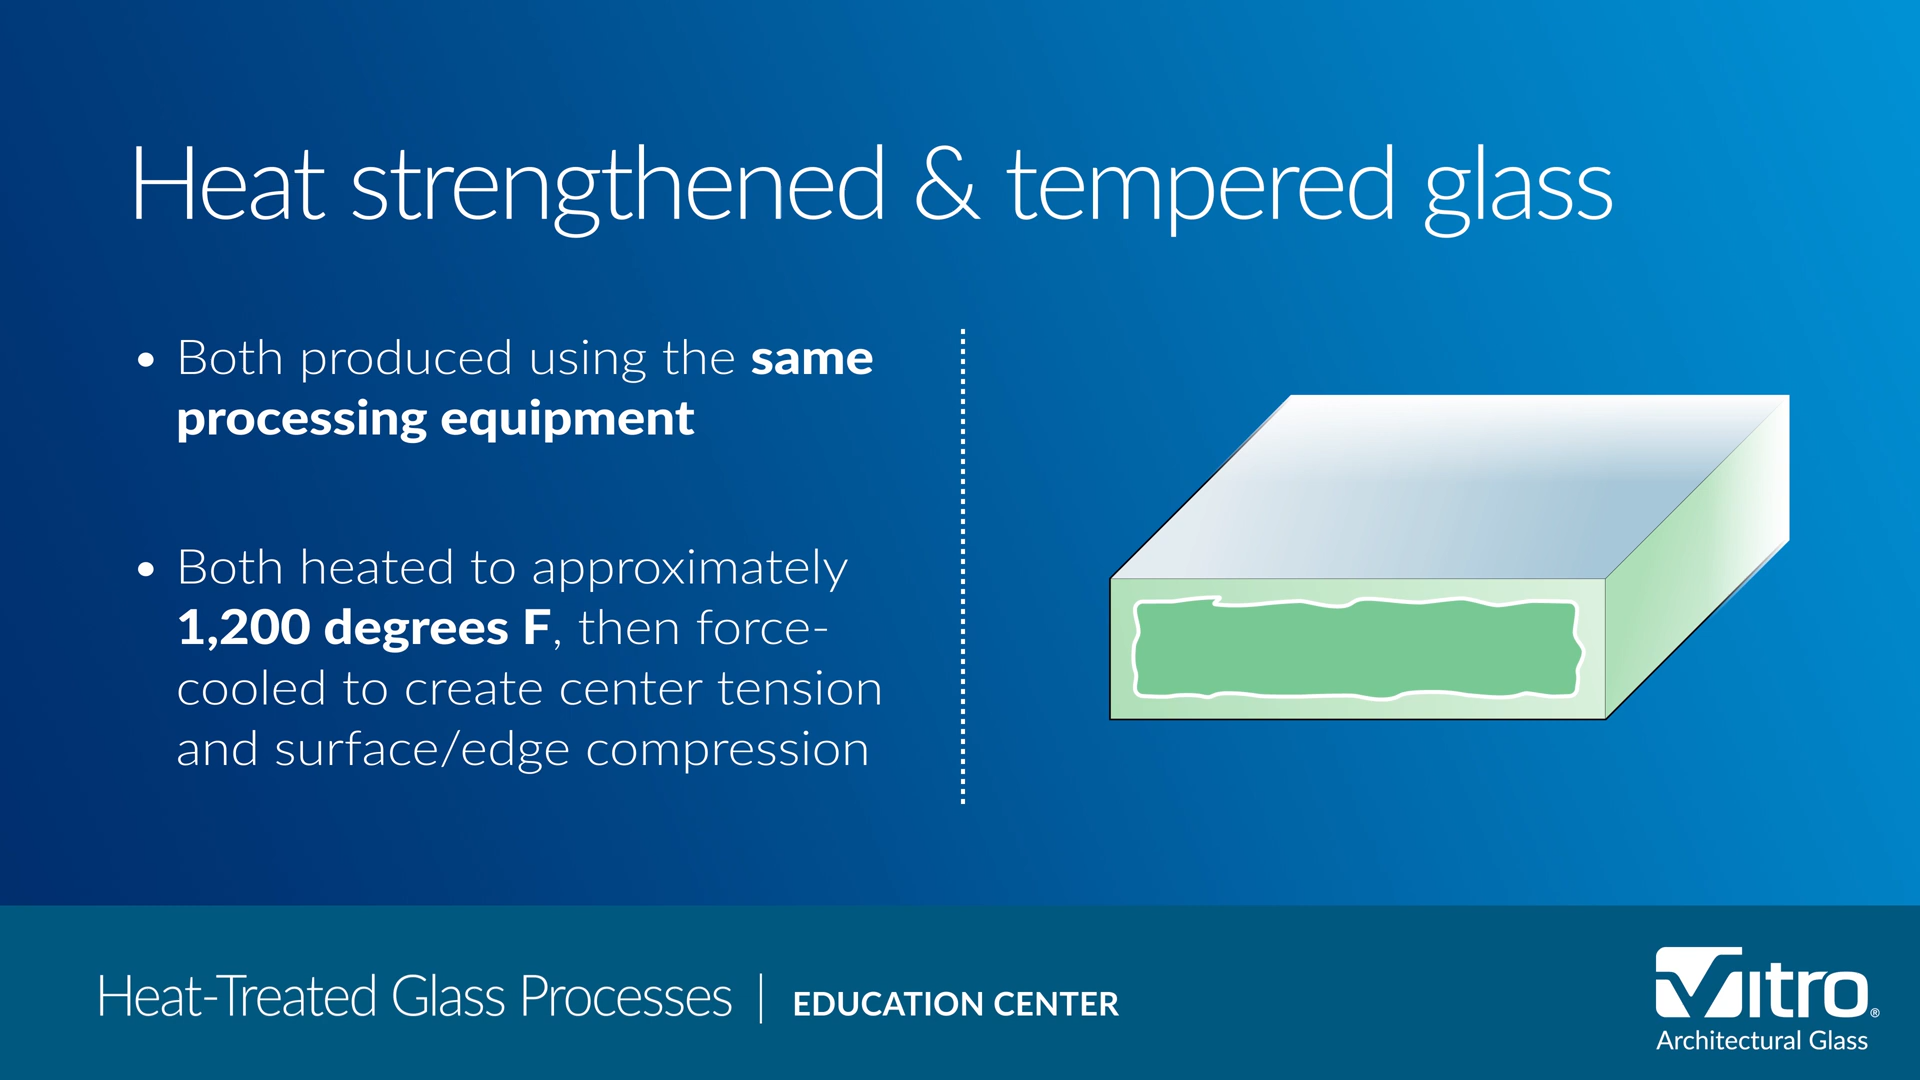 Heat strengthened & tempered glass
• Both produced using the same
processing equipment
• Both heated to approximately
1,200 degrees F, then force-
cooled to create center tension
and surface/edge compression
Heat-Treated Glass Processes | EDUCATION CENTER
Vitro®
Architectural Glass